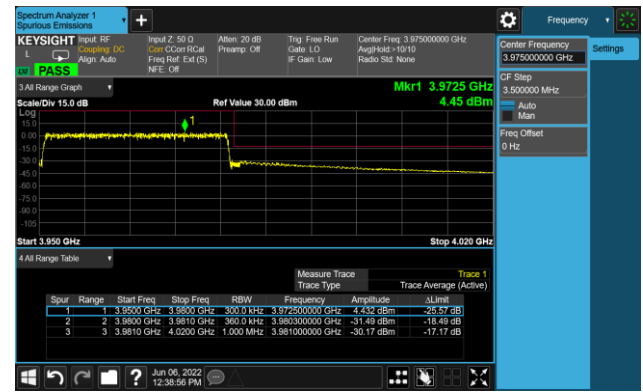 Spectrum Analyzer 1
Spurious Emissions
Frequency
KEYSIGHT
L
PASS
Input: RF
Coupling: DC
Align: Auto
Input Z: 50 Ω
Corr CCorr RCal
Freq Ref: Ext (S)
NFE: Off
Atten: 20 dB
Preamp: Off
Trig: Free Run
Gate: LO
IF Gain: Low
Center Freq: 3.975000000 GHz
Avg|Hold:>10/10
Radio Std: None
Center Frequency
3.975000000 GHz
Settings
CF Step
3.500000 MHz
Auto
Man
Freq Offset
0 Hz
3 All Range Graph
Mkr1 3.9725 GHz
Scale/Div 15.0 dB
Ref Value 30.00 dBm
4.45 dBm
Log
15.0
0.00
-15.0
-30.0
-45.0
-60.0
-75.0
-90.0
-105
1
Start 3.950 GHz
Stop 4.020 GHz
4 All Range Table
Measure Trace Trace 1
Trace Type Trace Average (Active)
Spur Range Start Freq Stop Freq RBW Frequency Amplitude ΔLimit
1 1 3.9500 GHz 3.9800 GHz 300.0 kHz 3.972500000 GHz 4.432 dBm -25.57 dB
2 2 3.9800 GHz 3.9810 GHz 360.0 kHz 3.980300000 GHz -31.49 dBm -18.49 dB
3 3 3.9810 GHz 4.0200 GHz 1.000 MHz 3.981000000 GHz -30.17 dBm -17.17 dB
?
Jun 06, 2022
12:38:56 PM